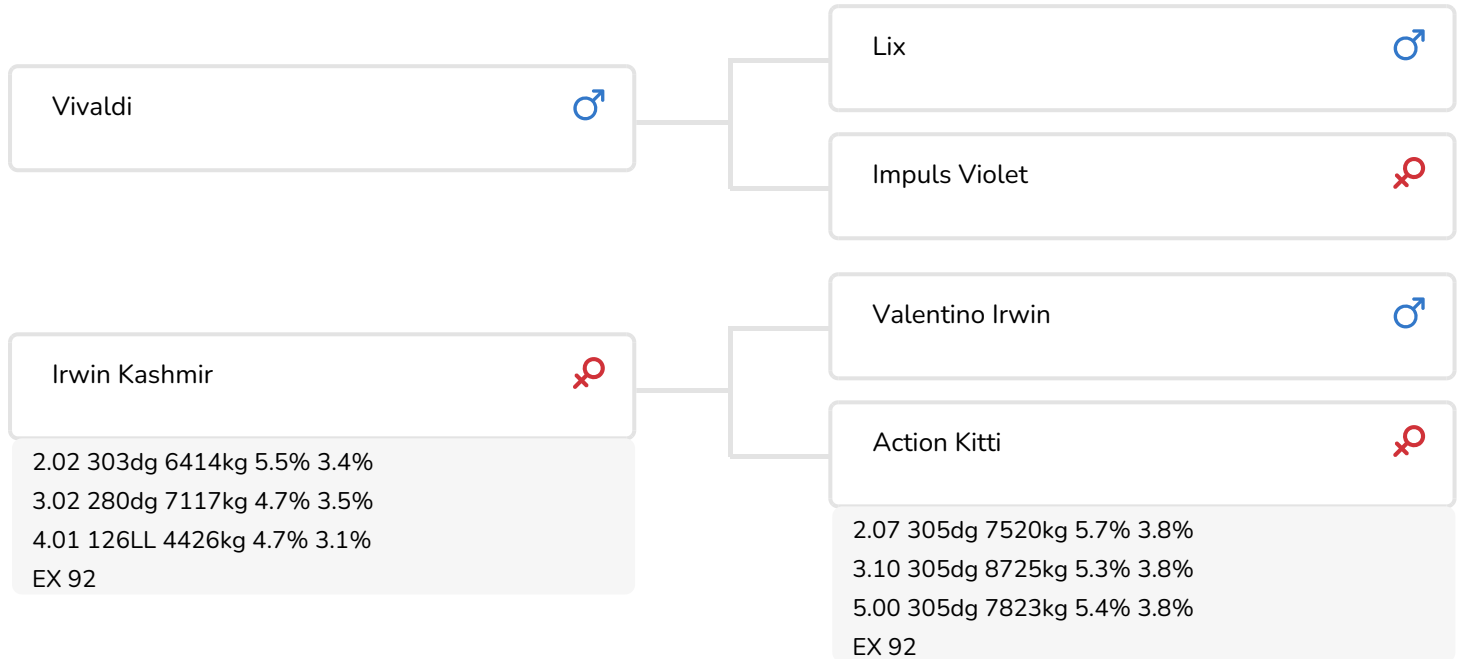 Vivaldi
Lix
Impuls Violet
Irwin Kashmir
2.02 303dg 6414kg 5.5% 3.4%
3.02 280dg 7117kg 4.7% 3.5%
4.01 126LL 4426kg 4.7% 3.1%
EX 92
Valentino Irwin
Action Kitti
2.07 305dg 7520kg 5.7% 3.8%
3.10 305dg 8725kg 5.3% 3.8%
5.00 305dg 7823kg 5.4% 3.8%
EX 92